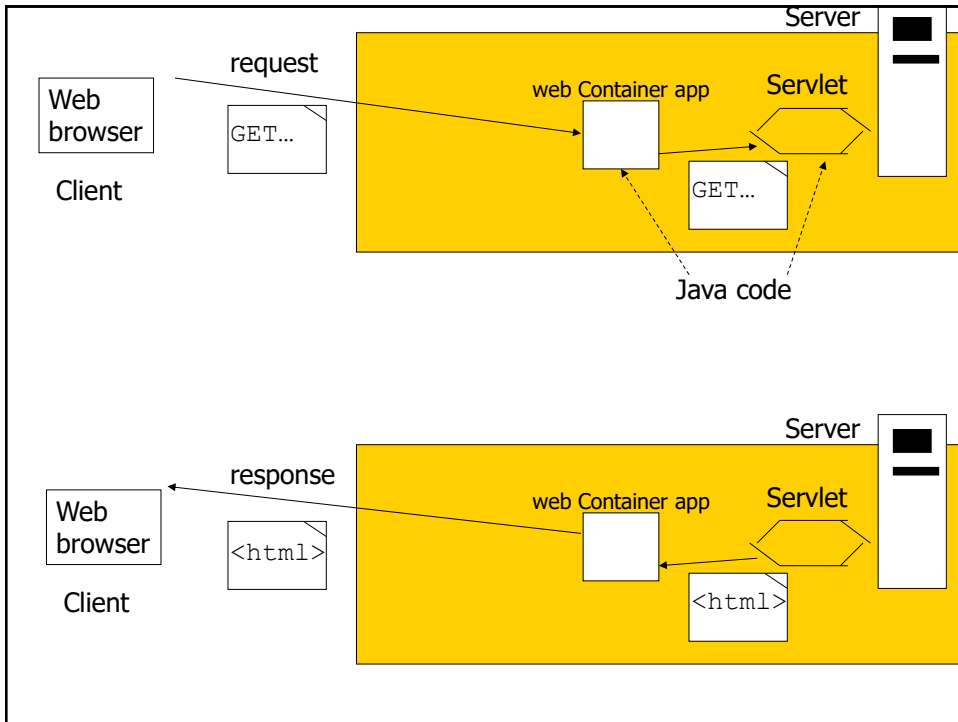 Server
request
Web
browser
web Container app
Servlet
GET…
GET…
Client
Java code
Server
response
Web
browser
web Container app
Servlet
<html>
<html>
Client